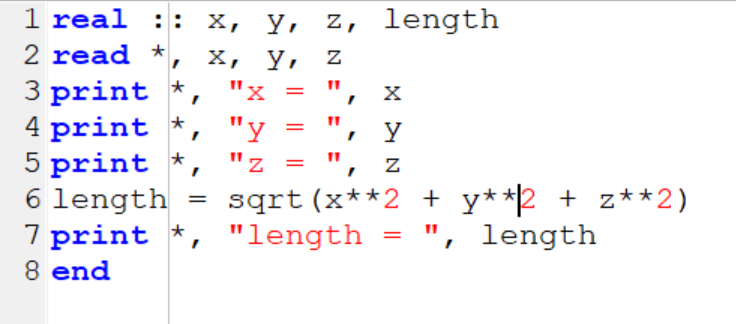 1 real :: x, y, z, length
2 read *, x, y, z
3 print *, "x = ", x
4 print *, "y = ", y
5 print *, "z = ", z
6 length = sqrt(x**2 + y**2 + z**2)
7 print *, "length = ", length
8 end